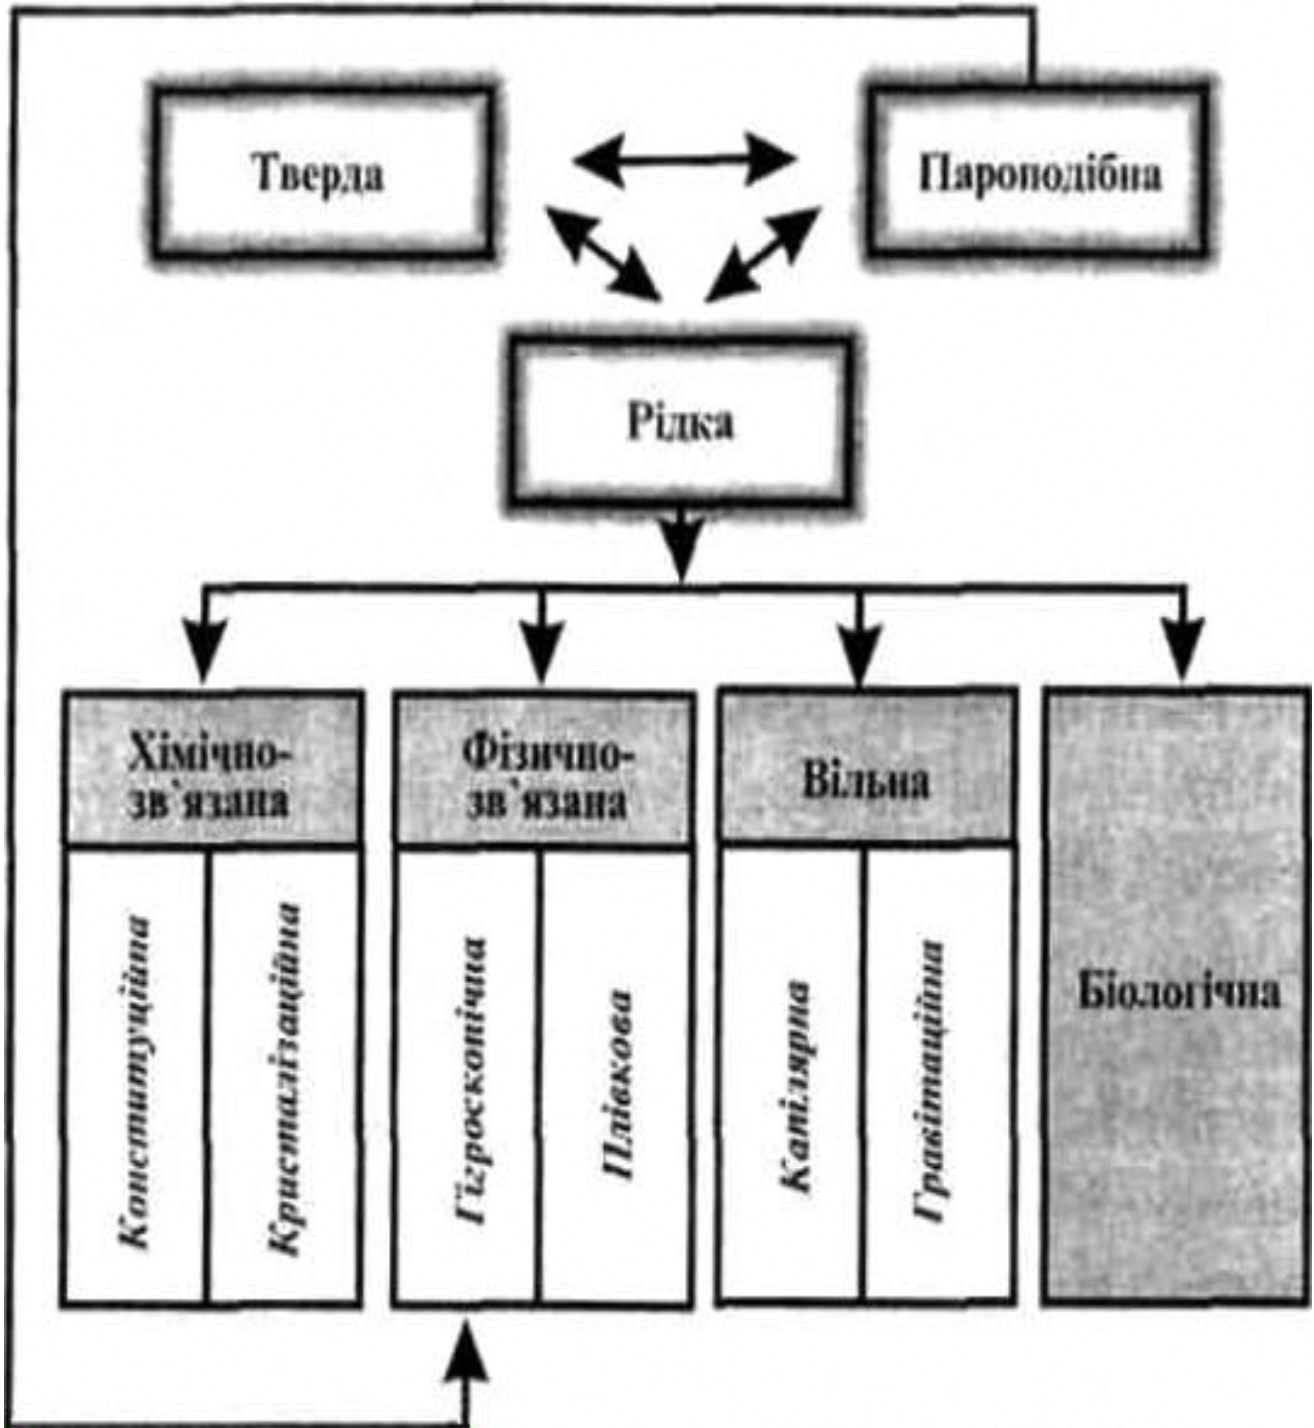 Тверда
Пароподібна
Рідка
Хімічно-
зв`язана
Фізично-
зв`язана
Вільна
Біологічна
Конституційна
Кристалізаційна
Гігроскопічна
Плівкова
Капілярна
Гравітаційна